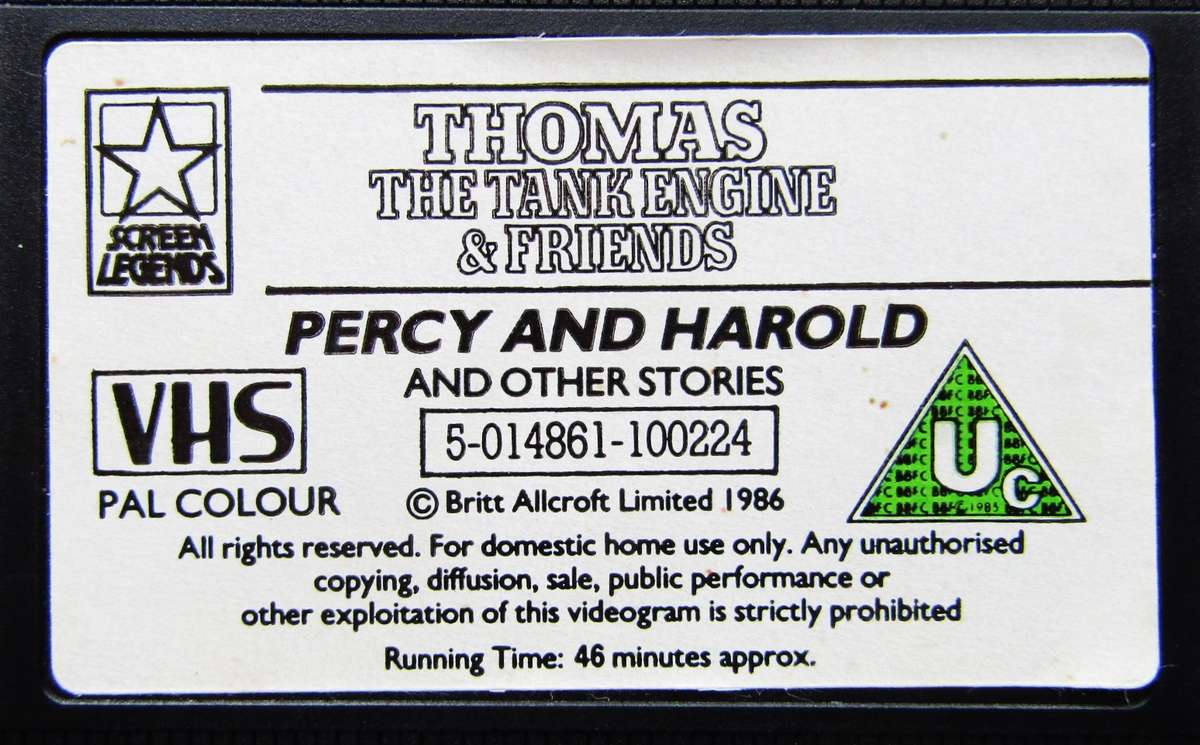 SCREEN
LEGENDS
THOMAS
THE TANK ENGINE
& FRIENDS
PERCY AND HAROLD
AND OTHER STORIES
VHS
5-014861-100224
PAL COLOUR
© Britt Allcroft Limited 1986
Uc
All rights reserved. For domestic home use only. Any unauthorised
copying, diffusion, sale, public performance or
other exploitation of this videogram is strictly prohibited
Running Time: 46 minutes approx.